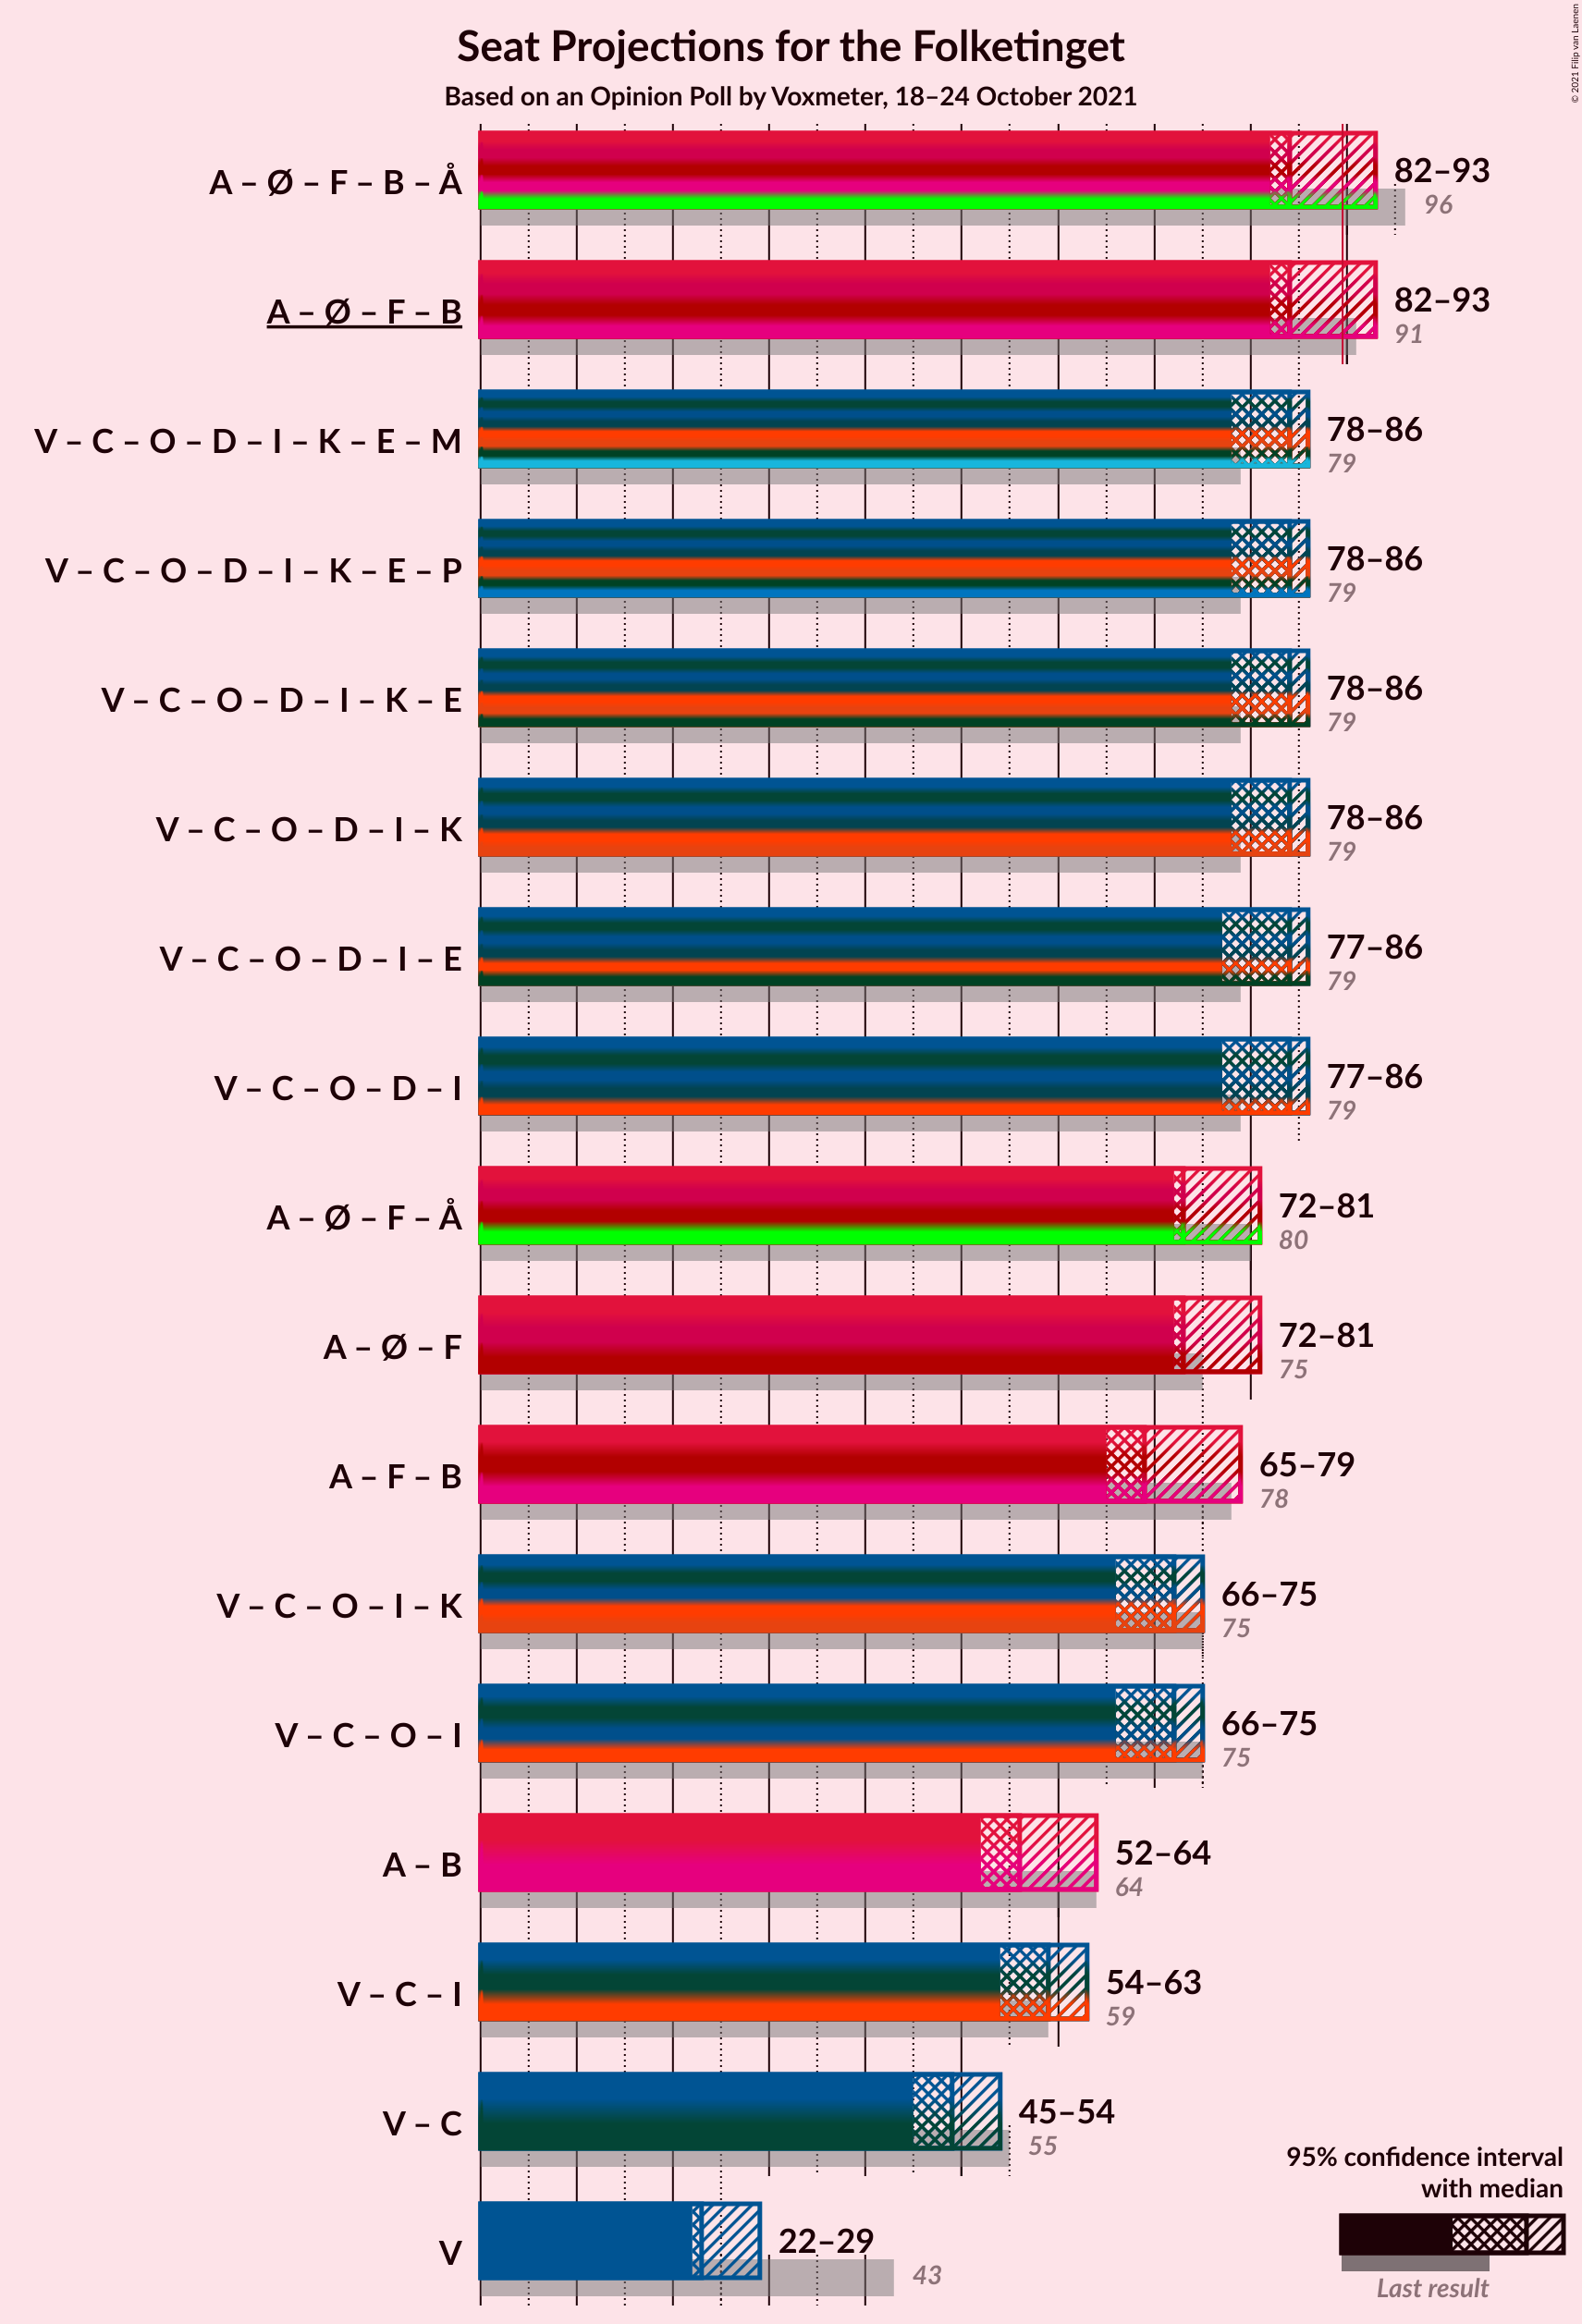 Seat Projections for the Folketinget
Based on an Opinion Poll by Voxmeter, 18–24 October 2021
© 2021 Filip van Laenen
A – Ø – F – B – Å
82–93
96
A – Ø – F – B
82–93
91
V – C – O – D – I – K – E – M
78–86
79
V – C – O – D – I – K – E – P
78–86
79
V – C – O – D – I – K – E
78–86
79
V – C – O – D – I – K
78–86
79
V – C – O – D – I – E
77–86
79
V – C – O – D – I
77–86
79
A – Ø – F – Å
72–81
80
A – Ø – F
72–81
75
A – F – B
65–79
78
V – C – O – I – K
66–75
75
V – C – O – I
66–75
75
A – B
52–64
64
V – C – I
54–63
59
V – C
45–54
55
V
22–29
43
95% confidence interval
with median
Last result